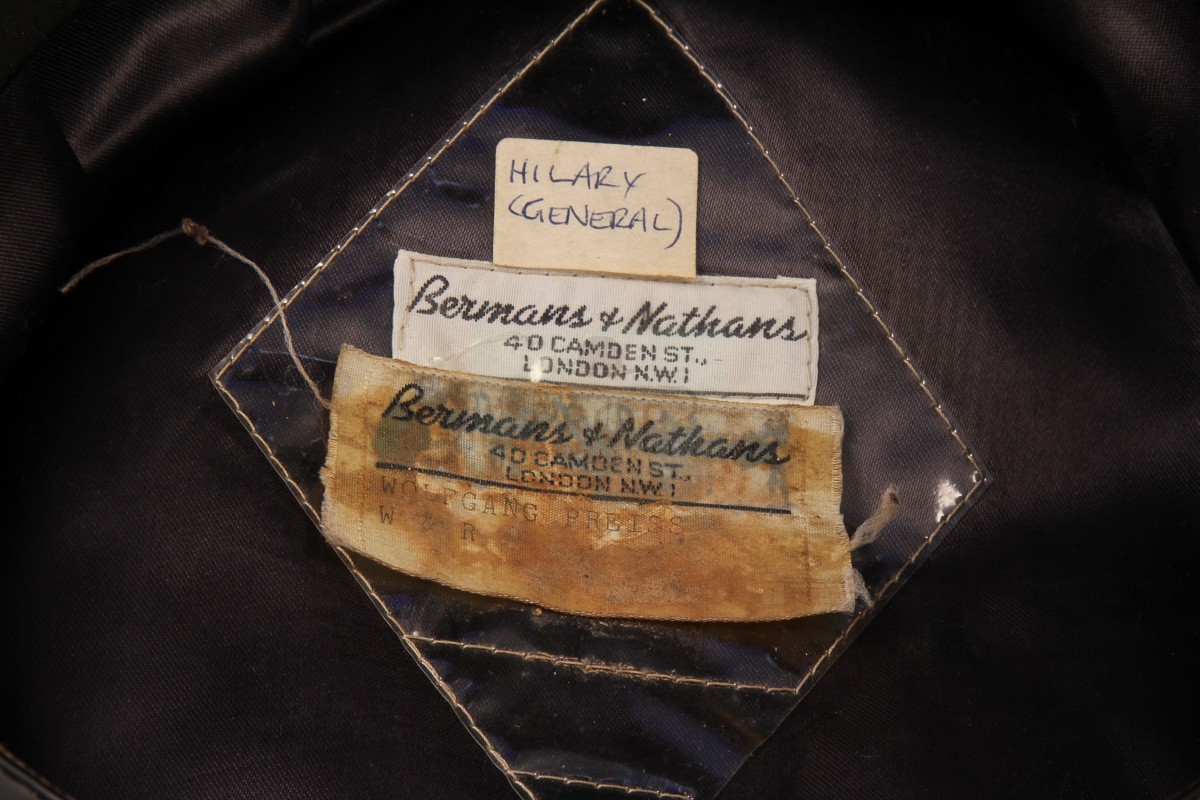 HILARY
(GENERAL)
Bermans & Nathans
40 CAMDEN ST.,
LONDON N.W.1
Bermans & Nathans
40 CAMDEN ST.,
LONDON N.W.1
WOLFGANG PREISS
W & R